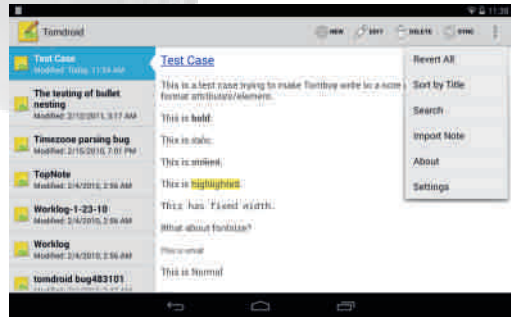 11:39
Tomdroid
NEW EDIT DELETE SYNC
Test Case
Modified: Today, 11:54 AM
The testing of bullet
nesting
Modified: 2/12/2011, 3:17 AM
Timezone parsing bug
Modified: 2/15/2010, 7:01 PM
TopNote
Modified: 2/4/2010, 2:56 AM
Worklog-1-23-10
Modified: 2/4/2010, 2:56 AM
Worklog
Modified: 2/4/2010, 2:56 AM
tomdroid bug483101
Test Case
This is a test case trying to make Tomboy write to a note
format attributes/element.
This is bold.
This is italic.
This is striked.
This is highlighted.
This has fixed width.
What about fontsize?
This is small
This is Normal
Revert All
Sort by Title
Search
Import Note
About
Settings